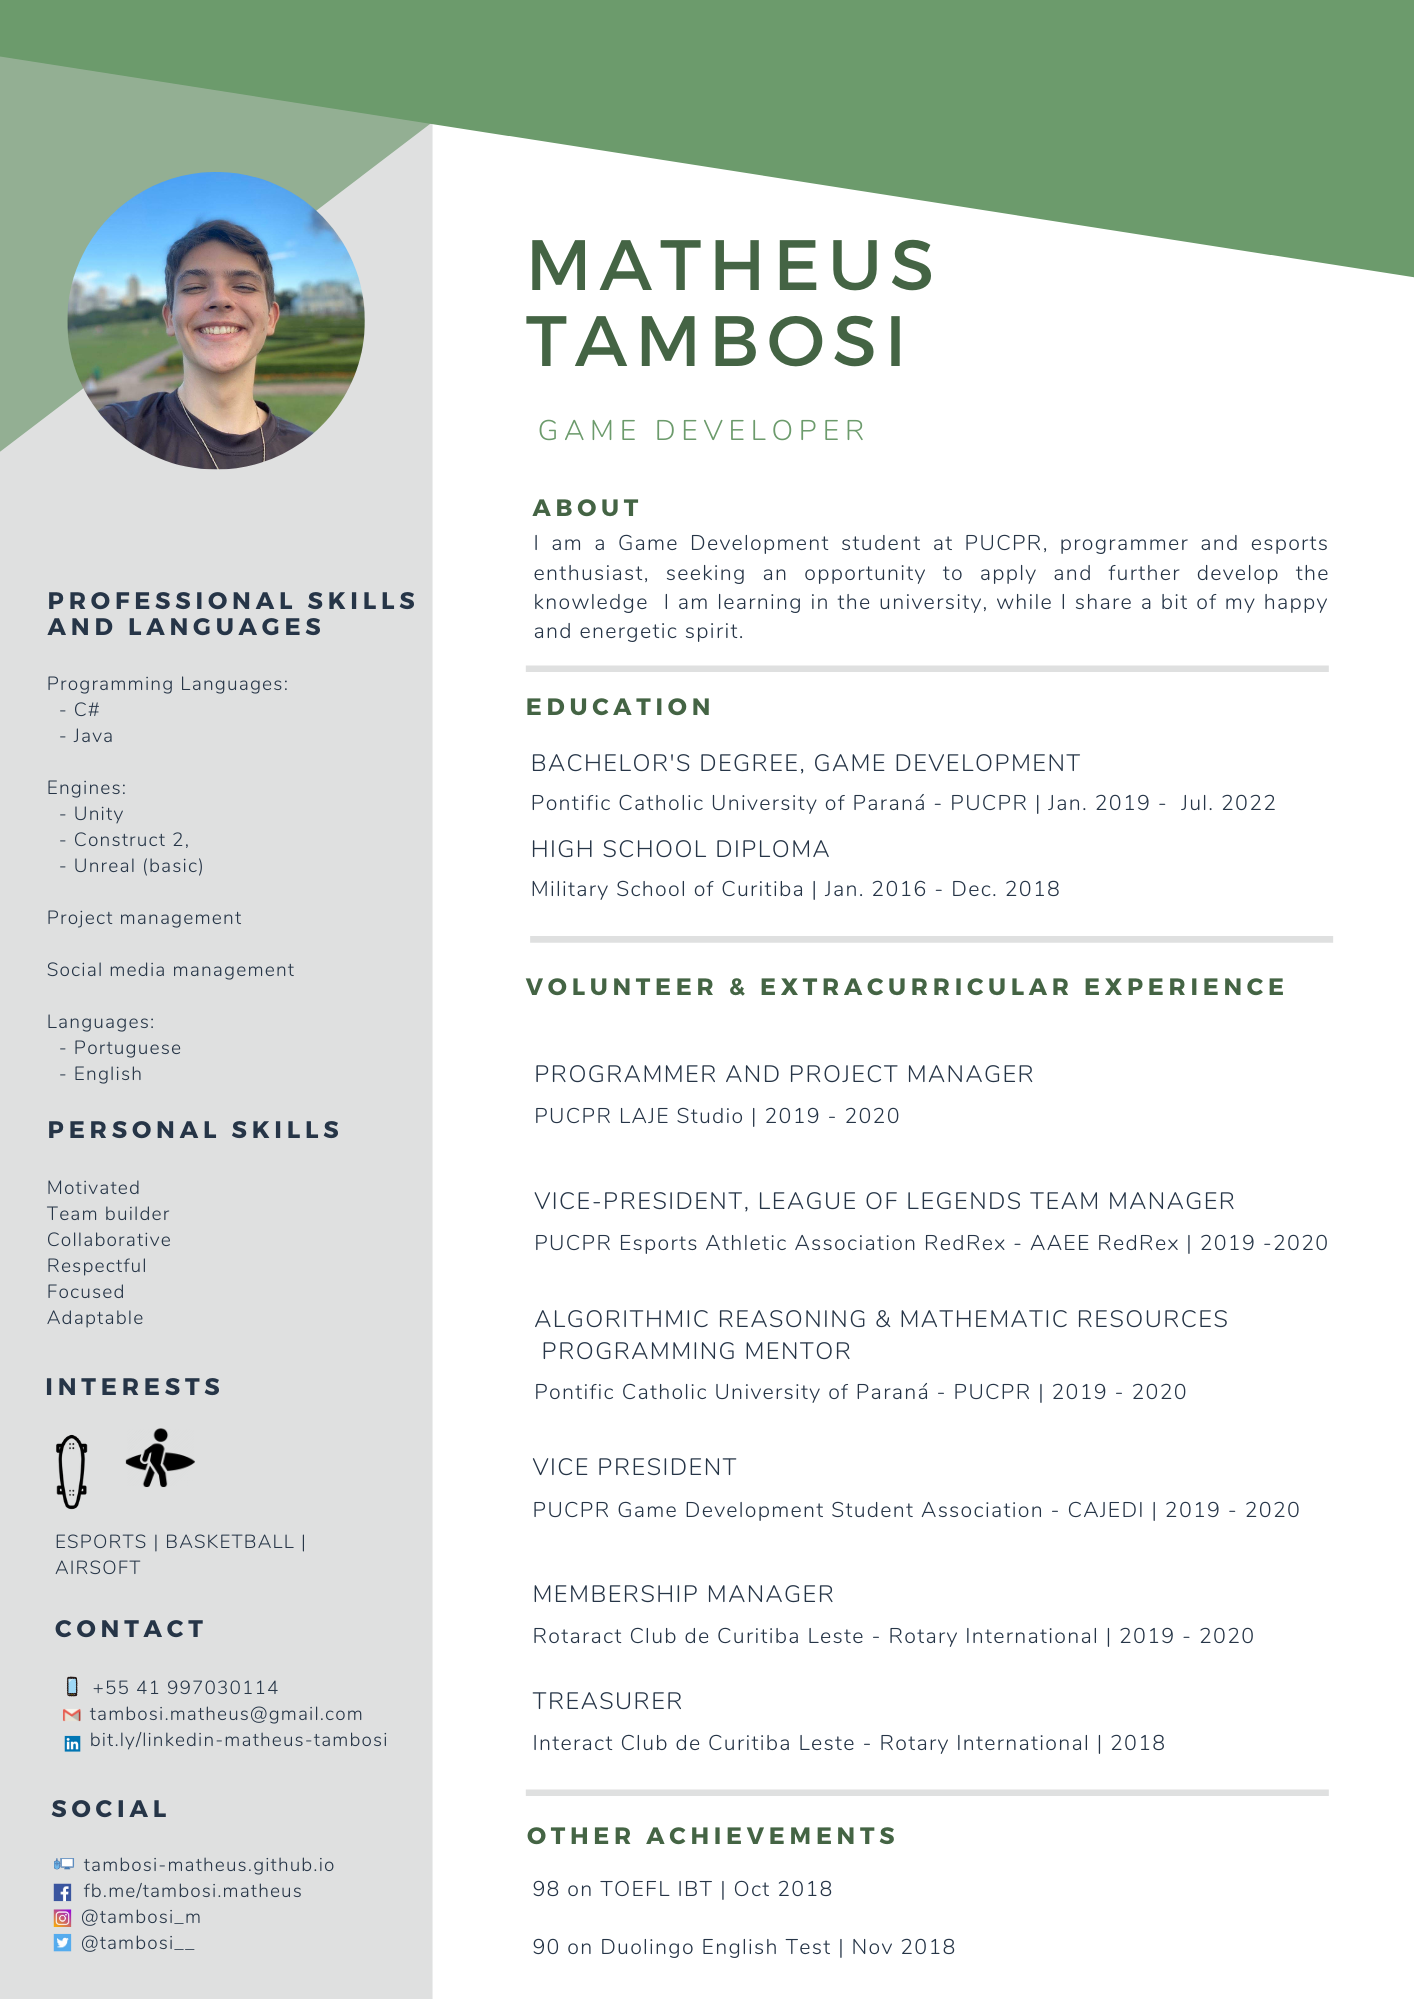 MATHEUS
TAMBOSI
GAME DEVELOPER
ABOUT
I am a Game Development student at PUCPR, programmer and esports
enthusiast, seeking an opportunity to apply and further develop the
knowledge I am learning in the university, while I share a bit of my happy
and energetic spirit.
EDUCATION
BACHELOR'S DEGREE, GAME DEVELOPMENT
Pontific Catholic University of Paraná - PUCPR | Jan. 2019 - Jul. 2022
HIGH SCHOOL DIPLOMA
Military School of Curitiba | Jan. 2016 - Dec. 2018
VOLUNTEER & EXTRACURRICULAR EXPERIENCE
PROGRAMMER AND PROJECT MANAGER
PUCPR LAJE Studio | 2019 - 2020
VICE-PRESIDENT, LEAGUE OF LEGENDS TEAM MANAGER
PUCPR Esports Athletic Association RedRex - AAEE RedRex | 2019 -2020
ALGORITHMIC REASONING & MATHEMATIC RESOURCES
PROGRAMMING MENTOR
Pontific Catholic University of Paraná - PUCPR | 2019 - 2020
VICE PRESIDENT
PUCPR Game Development Student Association - CAJEDI | 2019 - 2020
MEMBERSHIP MANAGER
Rotaract Club de Curitiba Leste - Rotary International | 2019 - 2020
TREASURER
Interact Club de Curitiba Leste - Rotary International | 2018
OTHER ACHIEVEMENTS
98 on TOEFL IBT | Oct 2018
90 on Duolingo English Test | Nov 2018
PROFESSIONAL SKILLS
AND LANGUAGES
Programming Languages:
- C#
- Java
Engines:
- Unity
- Construct 2,
- Unreal (basic)
Project management
Social media management
Languages:
- Portuguese
- English
PERSONAL SKILLS
Motivated
Team builder
Collaborative
Respectful
Focused
Adaptable
INTERESTS
ESPORTS | BASKETBALL |
AIRSOFT
CONTACT
+55 41 997030114
tambosi.matheus@gmail.com
bit.ly/linkedin-matheus-tambosi
SOCIAL
tambosi-matheus.github.io
fb.me/tambosi.matheus
@tambosi_m
@tambosi__